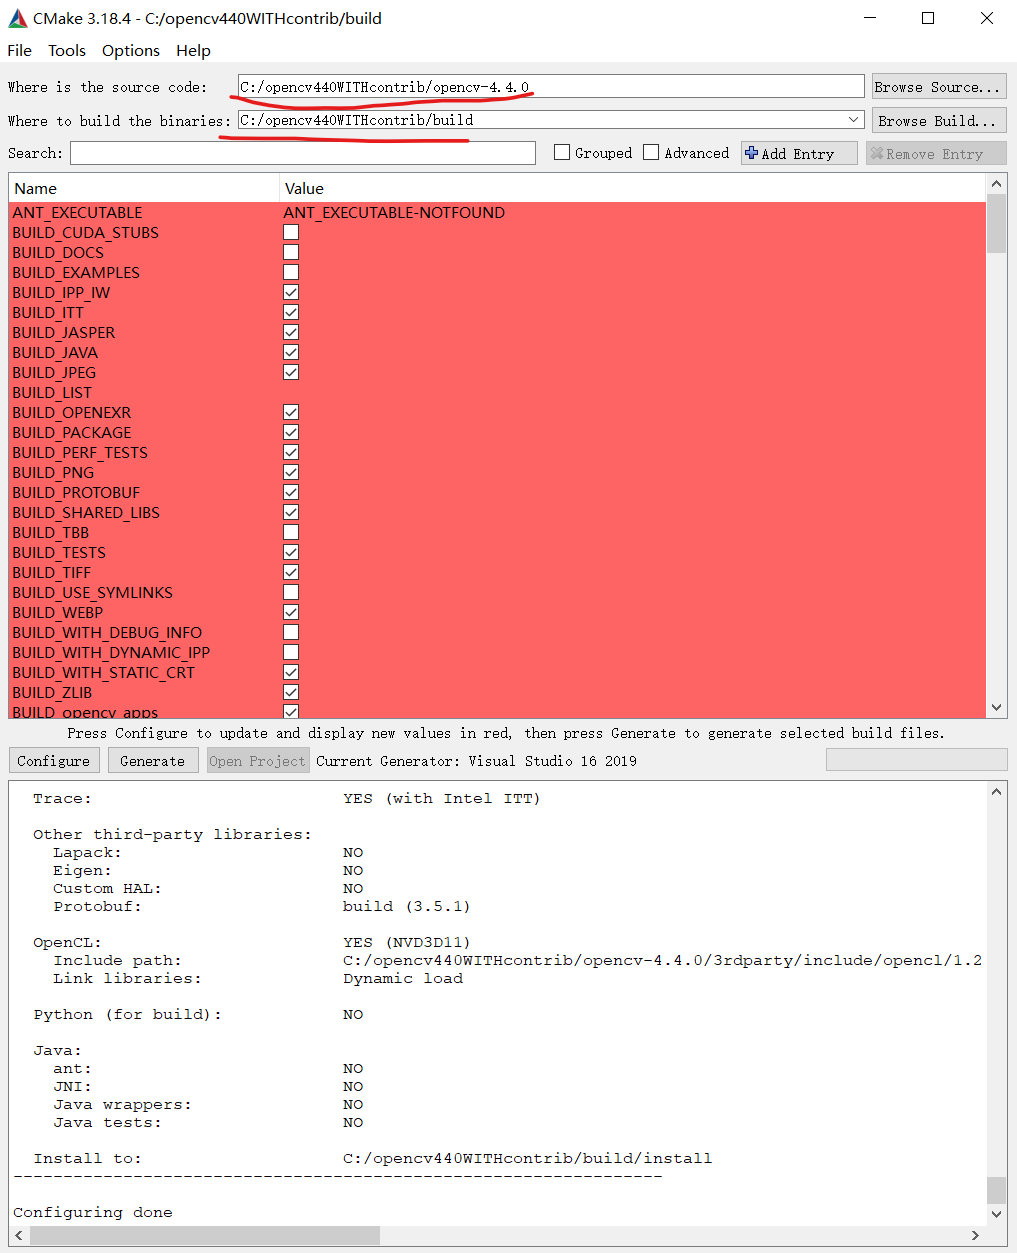 CMake 3.18.4 - C:/opencv440WITHcontrib/build
File Tools Options Help
Where is the source code: C:/opencv440WITHcontrib/opencv-4.4.0 Browse Source...
Where to build the binaries: C:/opencv440WITHcontrib/build Browse Build...
Search: Grouped Advanced Add Entry Remove Entry
Name Value
ANT_EXECUTABLE ANT_EXECUTABLE-NOTFOUND
BUILD_CUDA_STUBS
BUILD_DOCS
BUILD_EXAMPLES
BUILD_IPP_IW
BUILD_ITT
BUILD_JASPER
BUILD_JAVA
BUILD_JPEG
BUILD_LIST
BUILD_OPENEXR
BUILD_PACKAGE
BUILD_PERF_TESTS
BUILD_PNG
BUILD_PROTOBUF
BUILD_SHARED_LIBS
BUILD_TBB
BUILD_TESTS
BUILD_TIFF
BUILD_USE_SYMLINKS
BUILD_WEBP
BUILD_WITH_DEBUG_INFO
BUILD_WITH_DYNAMIC_IPP
BUILD_WITH_STATIC_CRT
BUILD_ZLIB
BUILD_opencv_apps
Press Configure to update and display new values in red, then press Generate to generate selected build files.
Configure Generate Open Project Current Generator: Visual Studio 16 2019
Trace: YES (with Intel ITT)
Other third-party libraries:
Lapack: NO
Eigen: NO
Custom HAL: NO
Protobuf: build (3.5.1)
OpenCL: YES (NVD3D11)
Include path: C:/opencv440WITHcontrib/opencv-4.4.0/3rdparty/include/opencl/1.2
Link libraries: Dynamic load
Python (for build): NO
Java:
ant: NO
JNI: NO
Java wrappers: NO
Java tests: NO
Install to: C:/opencv440WITHcontrib/build/install
-----------------------------------------------------------------
Configuring done